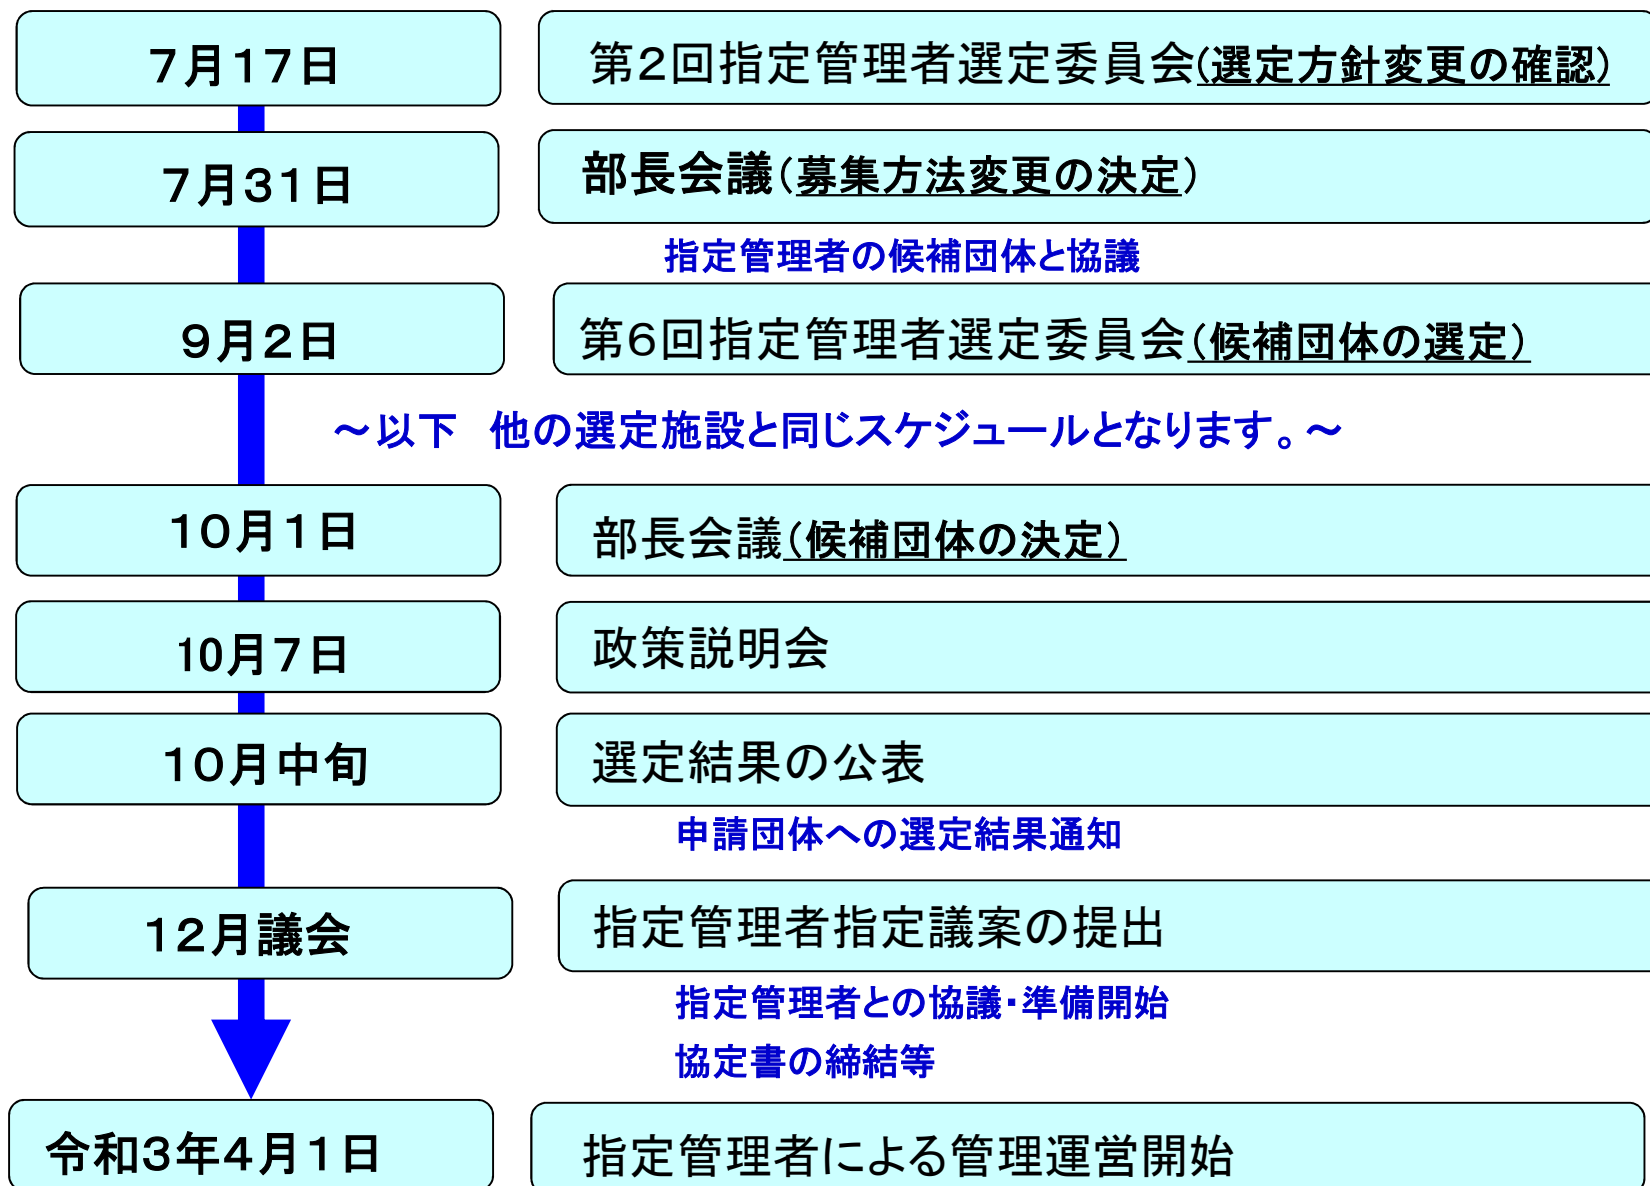 7月17日
第2回指定管理者選定委員会(選定方針変更の確認)
7月31日
部長会議(募集方法変更の決定)
指定管理者の候補団体と協議
9月2日
第6回指定管理者選定委員会(候補団体の選定)
～以下　他の選定施設と同じスケジュールとなります。～
10月1日
部長会議(候補団体の決定)
10月7日
政策説明会
10月中旬
選定結果の公表
申請団体への選定結果通知
12月議会
指定管理者指定議案の提出
指定管理者との協議・準備開始
協定書の締結等
令和3年4月1日
指定管理者による管理運営開始